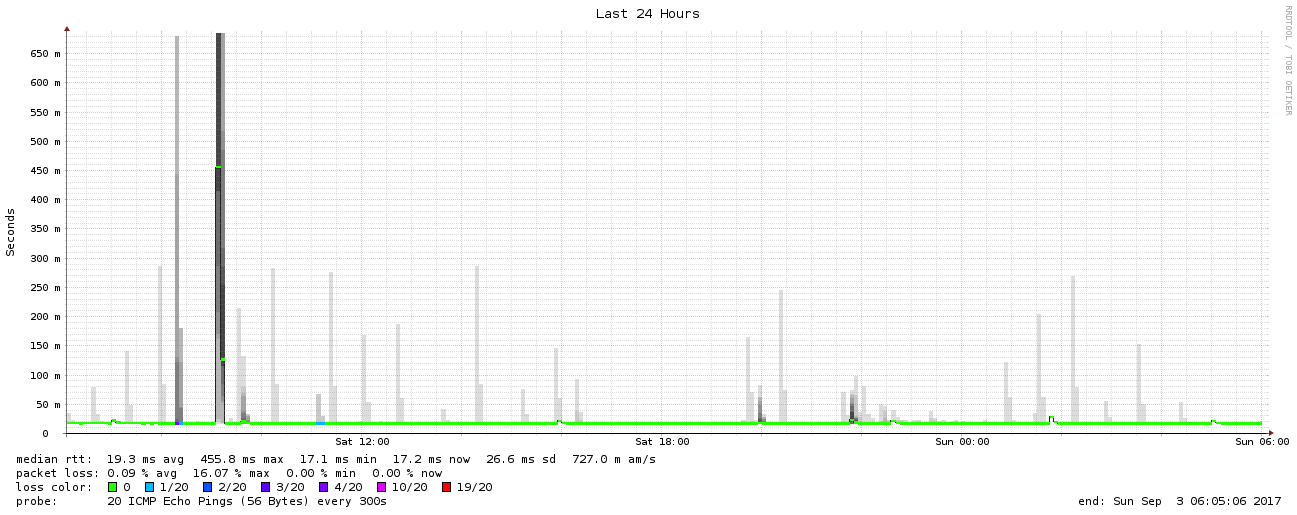 Last 24 Hours
RRDTOOL / TOBI OETIKER
Seconds
650 m
600 m
550 m
500 m
450 m
400 m
350 m
300 m
250 m
200 m
150 m
100 m
50 m
0
Sat 12:00 Sat 18:00 Sun 00:00 Sun 06:00
median rtt: 19.3 ms avg 455.8 ms max 17.1 ms min 17.2 ms now 26.6 ms sd 727.0 m am/s
packet loss: 0.09 % avg 16.07 % max 0.00 % min 0.00 % now
loss color: 0 1/20 2/20 3/20 4/20 10/20 19/20
probe: 20 ICMP Echo Pings (56 Bytes) every 300s end: Sun Sep 3 06:05:06 2017